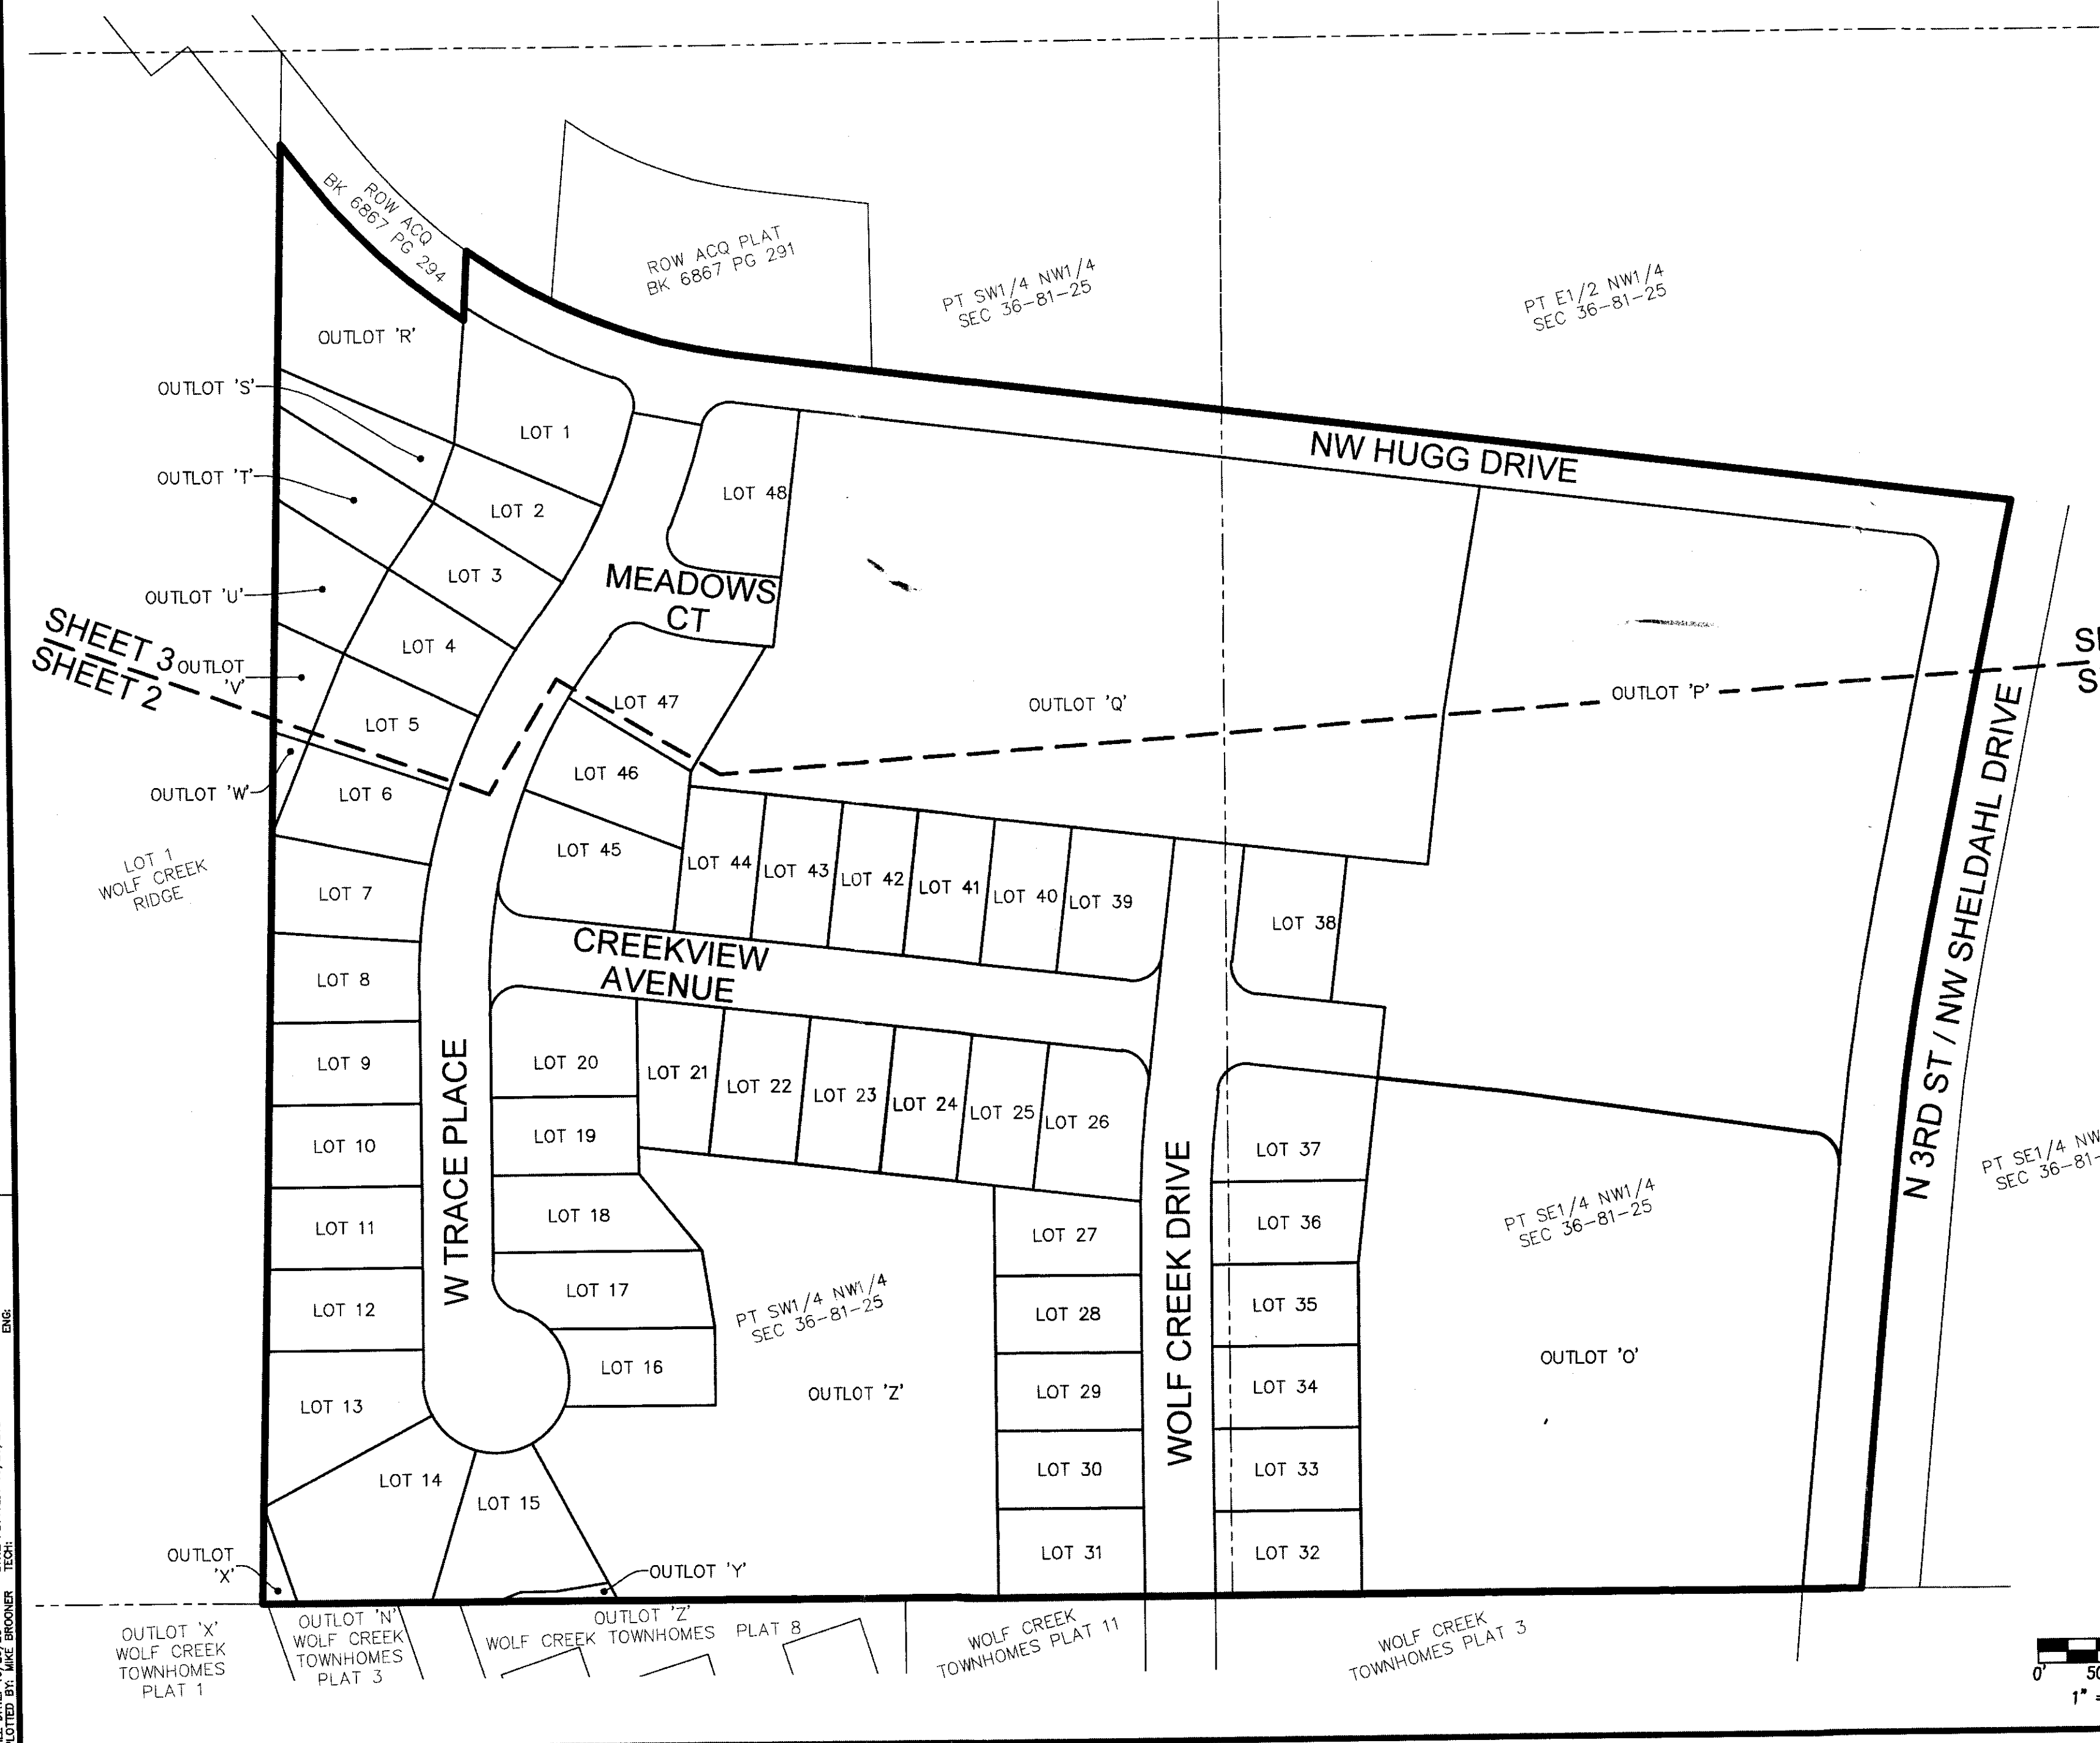 ROW ACQ
BK 6867 PG 294
ROW ACQ PLAT
BK 6867 PG 291
PT SW1/4 NW1/4
SEC 36-81-25
PT E1/2 NW1/4
SEC 36-81-25
OUTLOT 'R'
OUTLOT 'S'
LOT 1
NW HUGG DRIVE
OUTLOT 'T'
LOT 2
LOT 48
OUTLOT 'U'
LOT 3
MEADOWS
CT
SHEET 3
SHEET 2
OUTLOT
'V'
LOT 4
LOT 5
LOT 47
OUTLOT 'Q'
OUTLOT 'P'
OUTLOT 'W'
LOT 6
LOT 46
LOT 1
WOLF CREEK
RIDGE
LOT 7
LOT 45
LOT 44
LOT 43
LOT 42
LOT 41
LOT 40
LOT 39
LOT 38
N 3RD ST / NW SHELDAHL DRIVE
CREEKVIEW
AVENUE
LOT 8
LOT 9
LOT 20
LOT 21
LOT 22
LOT 23
LOT 24
LOT 25
LOT 26
LOT 10
W TRACE PLACE
LOT 19
LOT 37
PT SE1/4 NW
SEC 36-81-
LOT 11
LOT 18
LOT 27
WOLF CREEK DRIVE
LOT 36
PT SE1/4 NW1/4
SEC 36-81-25
LOT 12
LOT 17
PT SW1/4 NW1/4
SEC 36-81-25
LOT 28
LOT 35
LOT 13
LOT 16
OUTLOT 'Z'
LOT 29
LOT 34
OUTLOT 'O'
LOT 14
LOT 15
LOT 30
LOT 33
OUTLOT
'X'
OUTLOT 'Y'
LOT 31
LOT 32
OUTLOT 'X'
WOLF CREEK
TOWNHOMES
PLAT 1
OUTLOT 'N'
WOLF CREEK
TOWNHOMES
PLAT 3
OUTLOT 'Z'
WOLF CREEK TOWNHOMES PLAT 8
WOLF CREEK
TOWNHOMES PLAT 11
WOLF CREEK
TOWNHOMES PLAT 3
0'
1" =
ENG:
TECH:
PLOTTED BY: MIKE BROONER